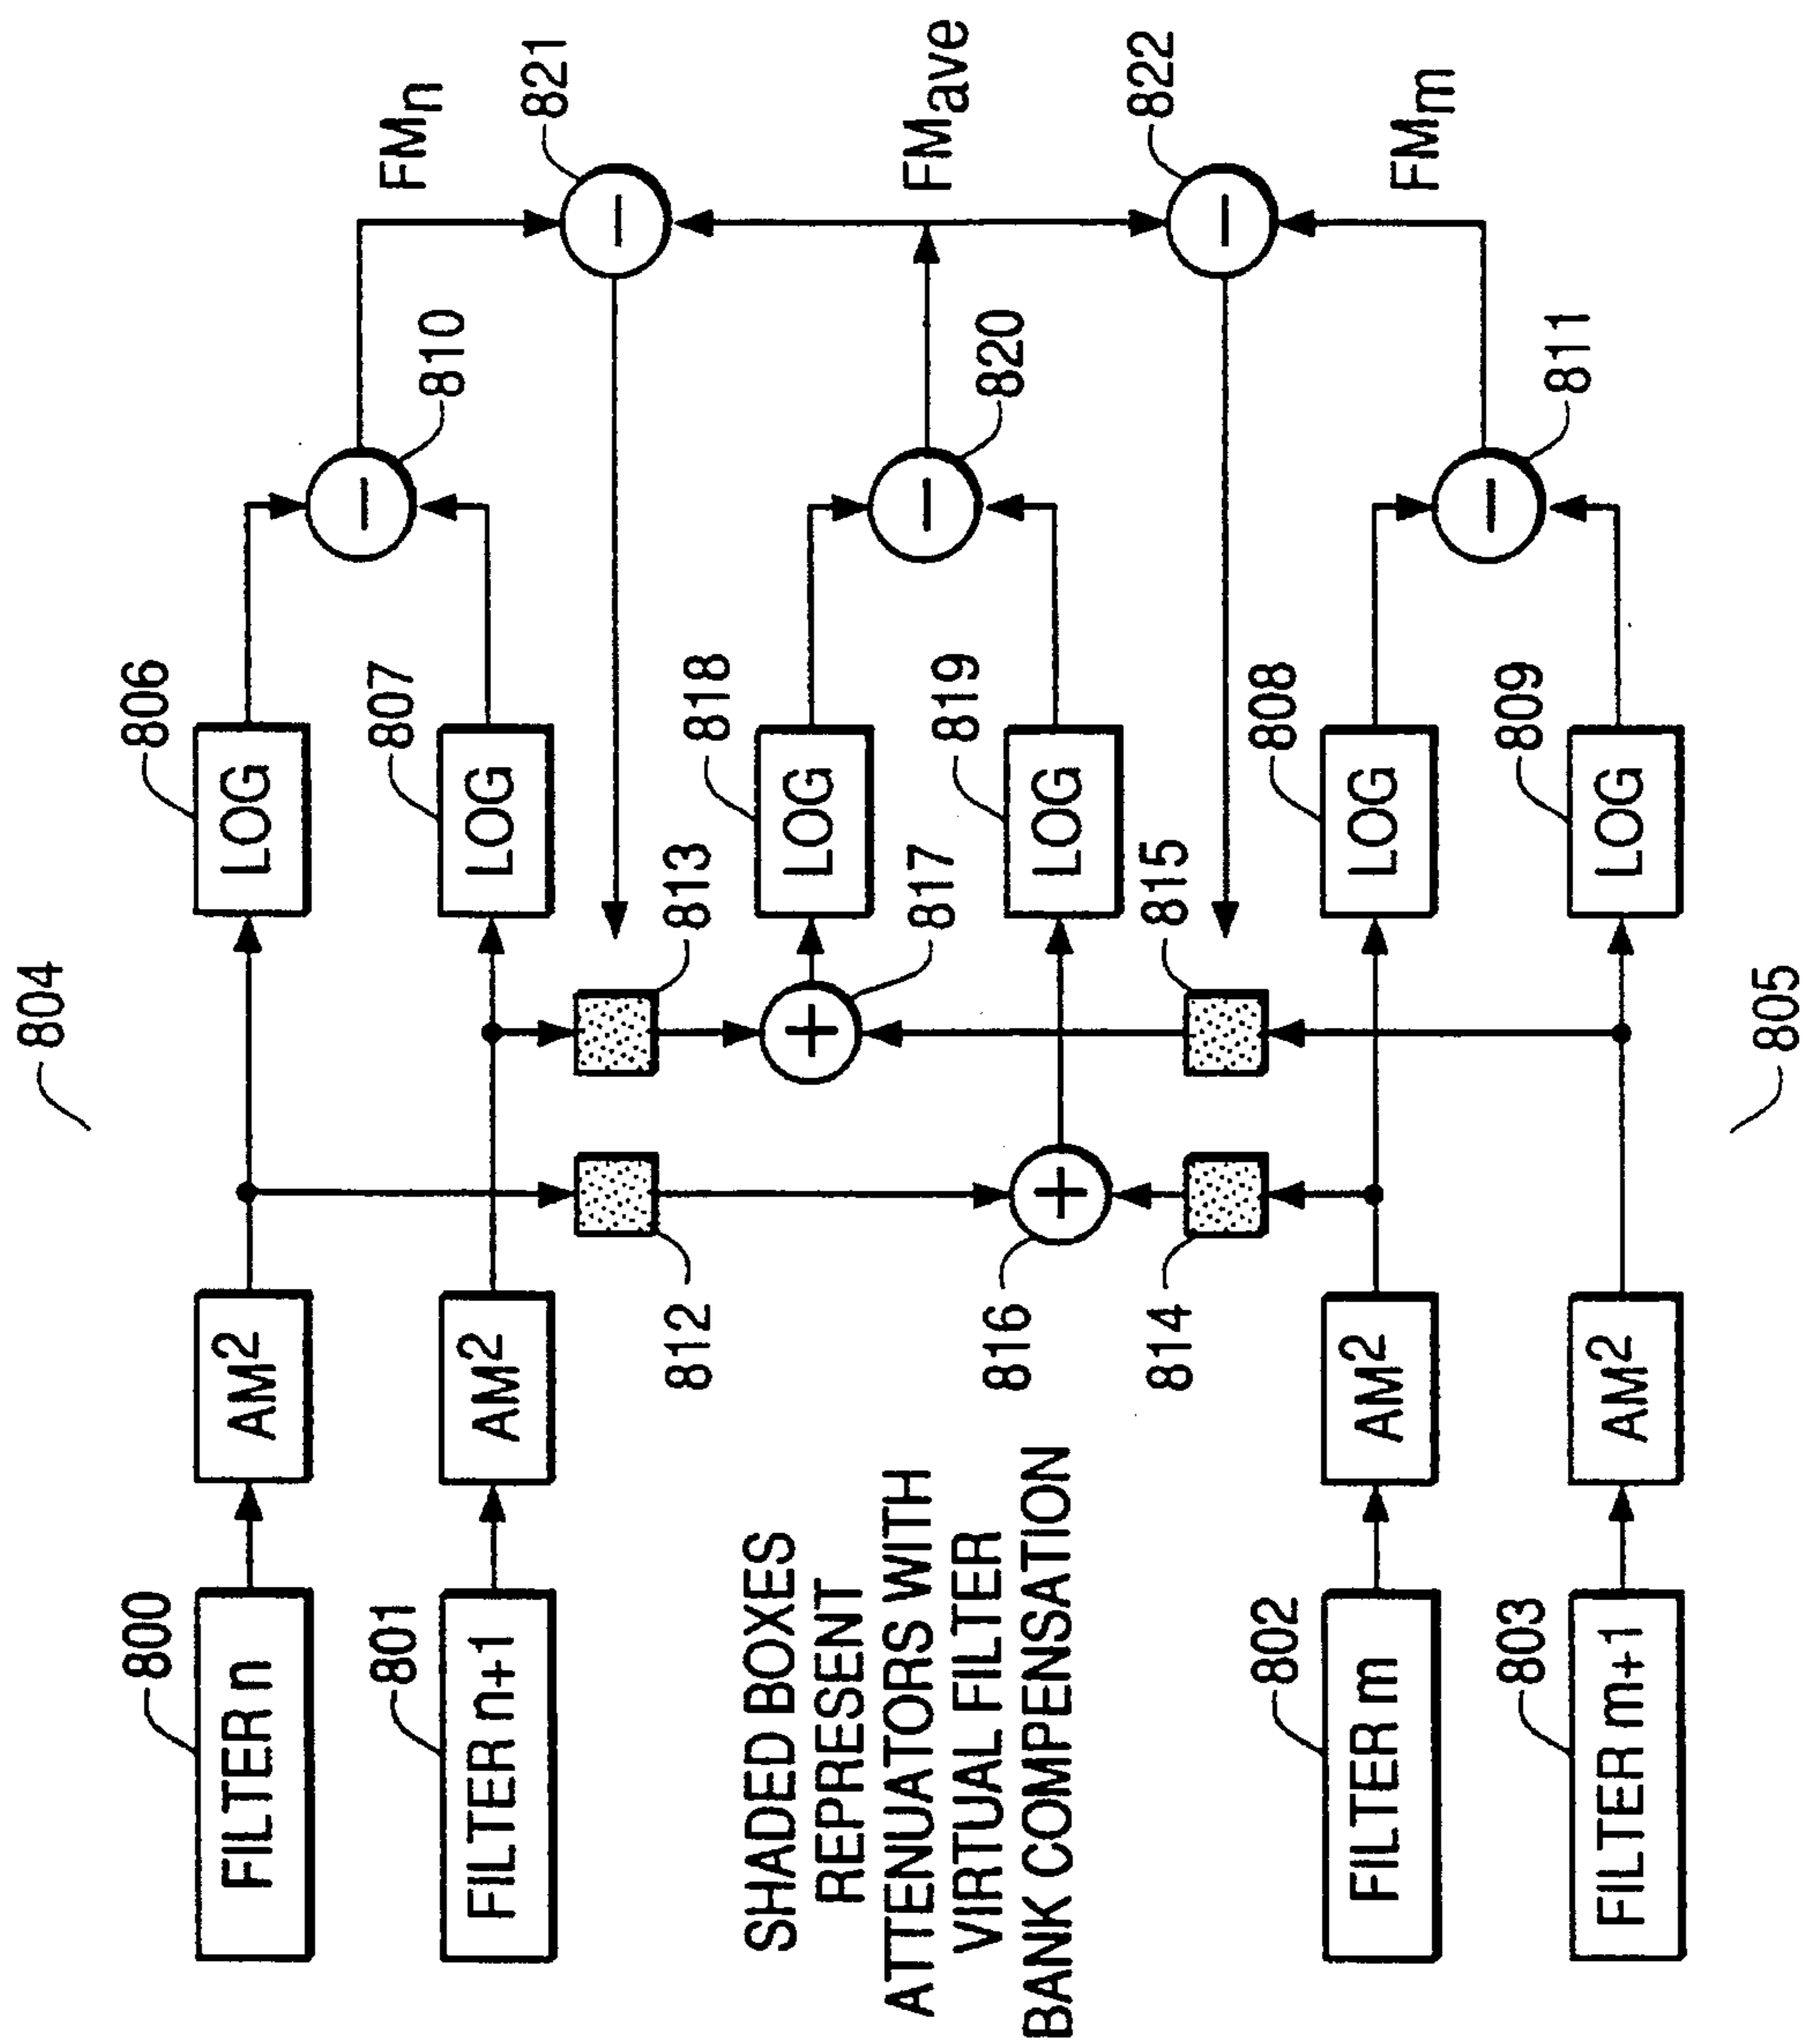 804
800
FILTER n
AM²
806
LOG
810
−
FMₙ
801
FILTER n+1
AM²
807
LOG
821
−
812
813
SHADED BOXES
REPRESENT
ATTENUATORS WITH
VIRTUAL FILTER
BANK COMPENSATION
818
LOG
817
+
820
−
FMave
816
+
819
LOG
814
815
822
−
802
FILTER m
AM²
808
LOG
811
−
FMm
803
FILTER m+1
AM²
809
LOG
805